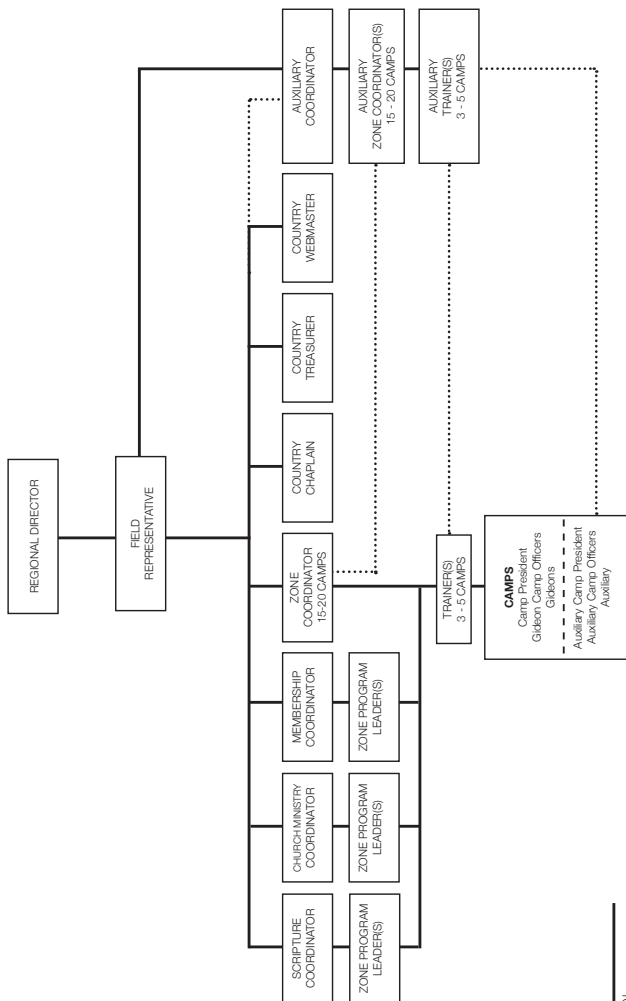 REGIONAL DIRECTOR
FIELD
REPRESENTATIVE
SCRIPTURE
COORDINATOR
CHURCH MINISTRY
COORDINATOR
MEMBERSHIP
COORDINATOR
ZONE
COORDINATOR
15-20 CAMPS
COUNTRY
CHAPLAIN
COUNTRY
TREASURER
COUNTRY
WEBMASTER
AUXILIARY
COORDINATOR
ZONE PROGRAM
LEADER(S)
ZONE PROGRAM
LEADER(S)
ZONE PROGRAM
LEADER(S)
AUXILIARY
ZONE COORDINATOR(S)
15 - 20 CAMPS
TRAINER(S)
3 - 5 CAMPS
AUXILIARY
TRAINER(S)
3 - 5 CAMPS
CAMPS
Camp President
Gideon Camp Officers
Gideons
Auxiliary Camp President
Auxiliary Camp Officers
Auxiliary